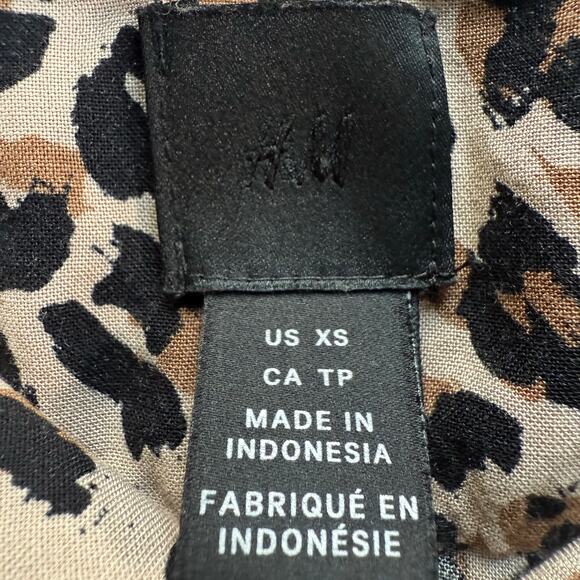 H&M
US XS
CA TP
MADE IN
INDONESIA
FABRIQUÉ EN
INDONÉSIE